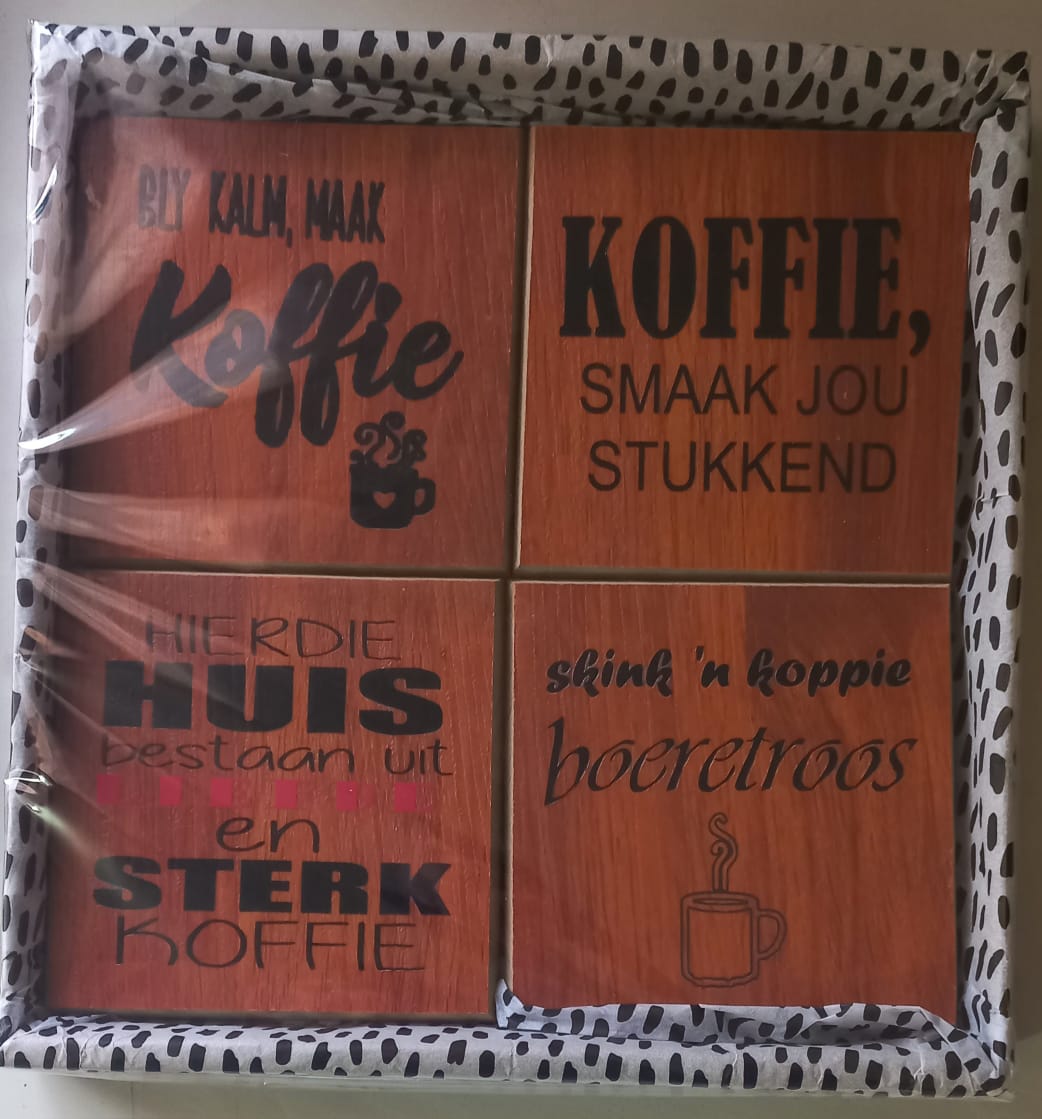 BLY KALM, MAAK
Koffie
KOFFIE,
SMAAK JOU
STUKKEND
HIERDIE
HUIS
bestaan uit
en
STERK
KOFFIE
skink 'n koppie
boeretroos